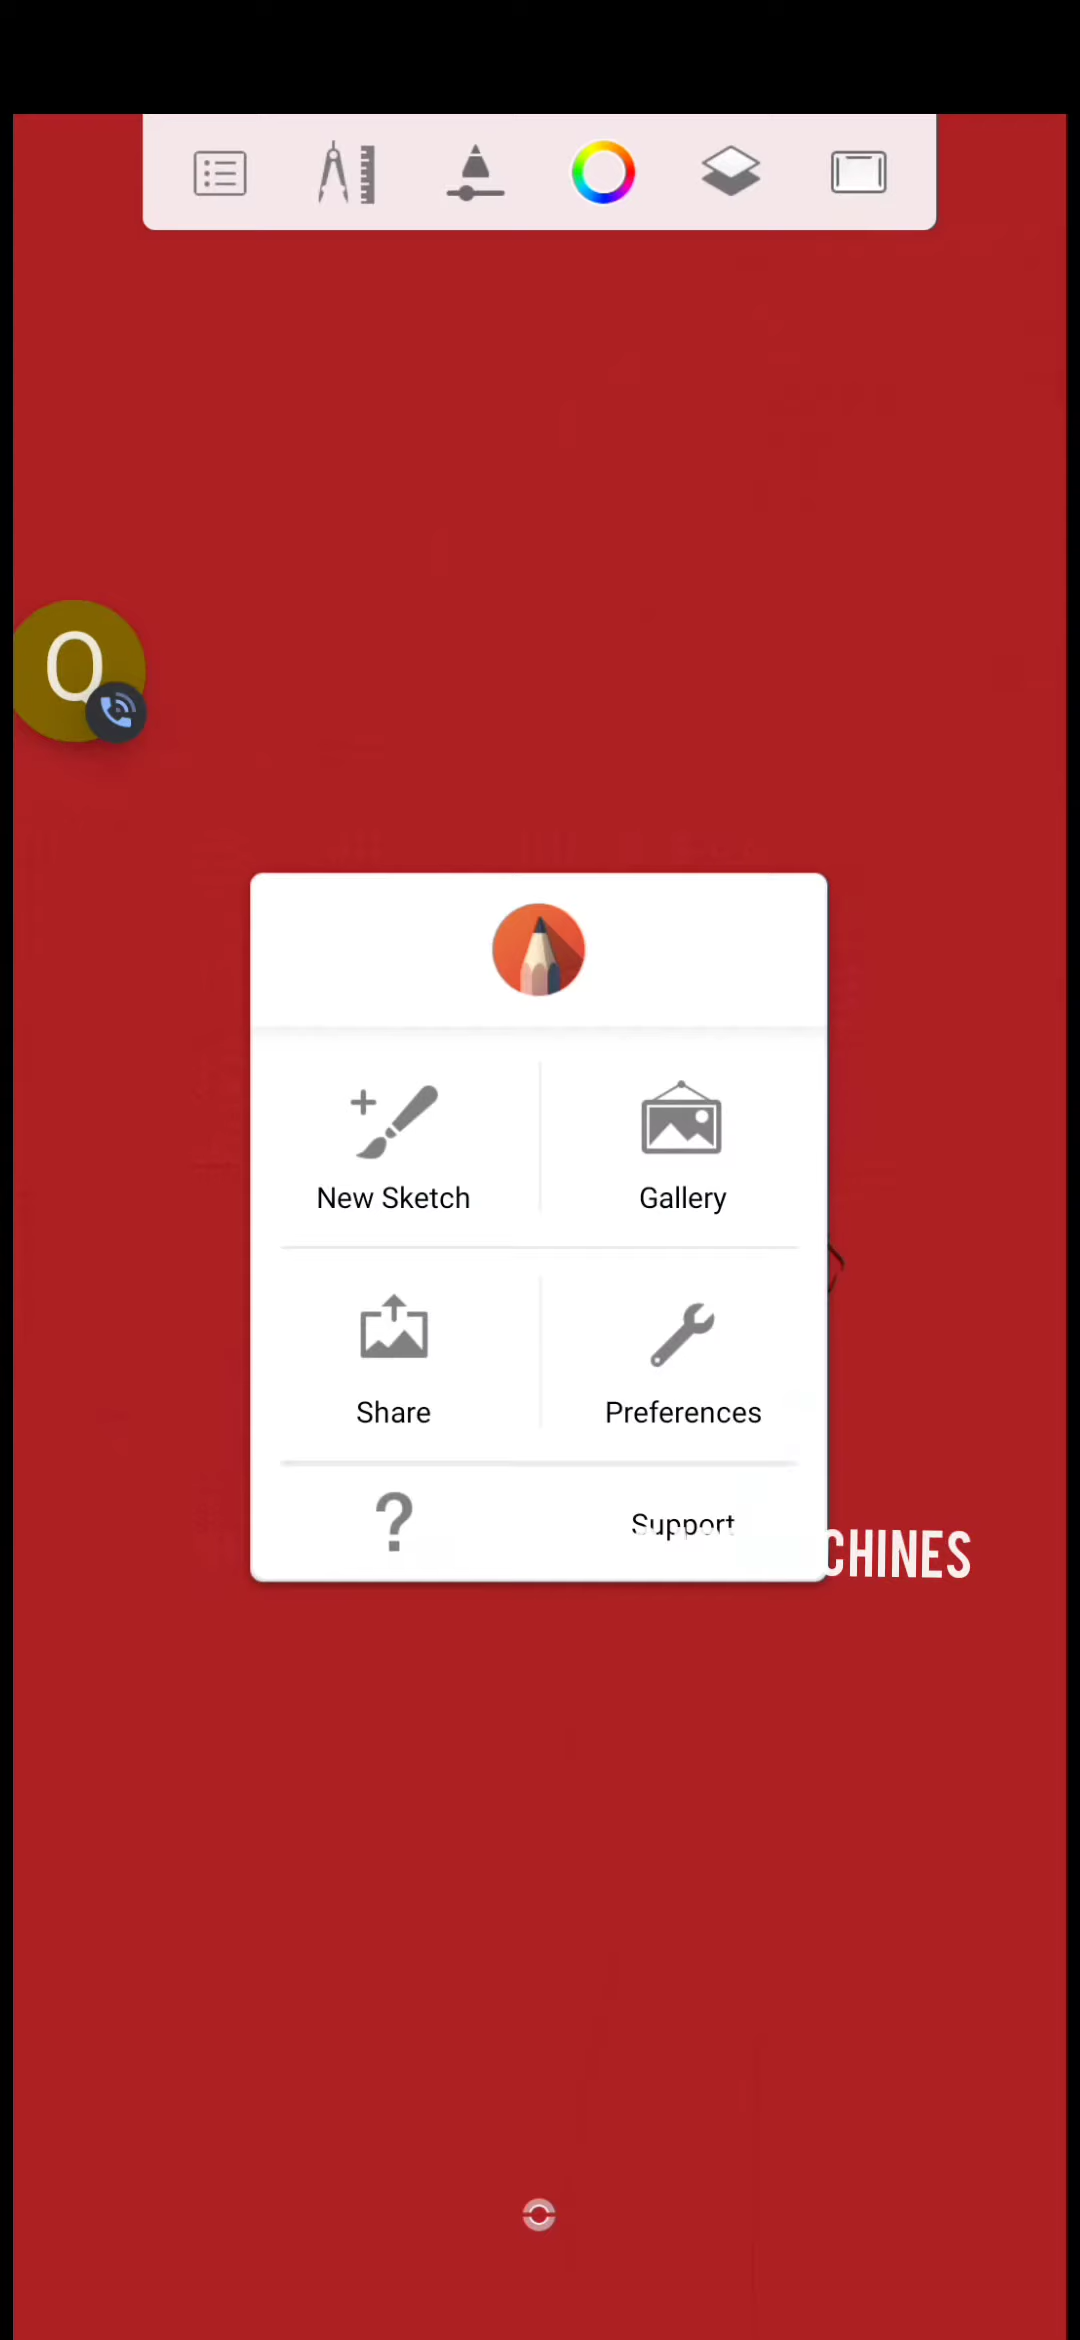 Q
New Sketch
Gallery
Share
Preferences
?
Support
CHINES